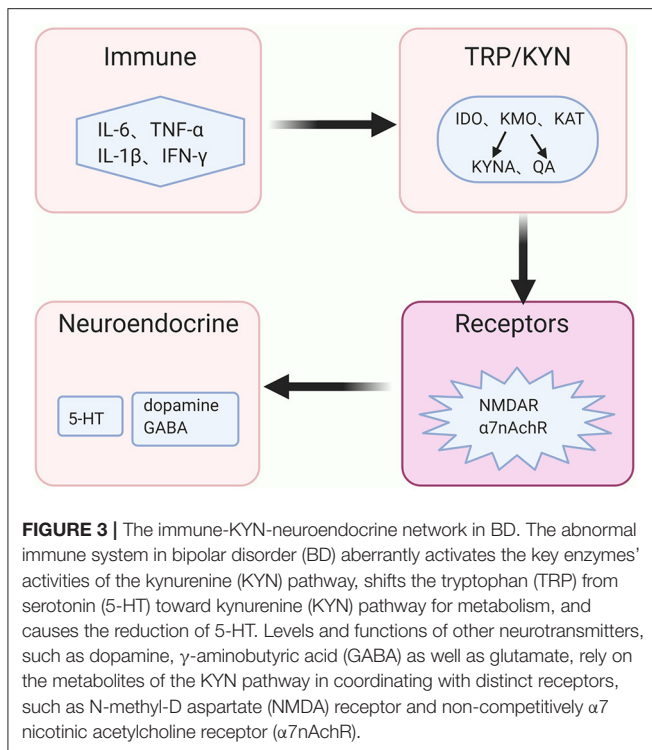 Immune
IL-6、TNF-α
IL-1β、IFN-γ
TRP/KYN
IDO、KMO、KAT
KYNA、QA
Neuroendocrine
5-HT
dopamine
GABA
Receptors
NMDAR
α7nAchR
FIGURE 3 | The immune-KYN-neuroendocrine network in BD. The abnormal
immune system in bipolar disorder (BD) aberrantly activates the key enzymes’
activities of the kynurenine (KYN) pathway, shifts the tryptophan (TRP) from
serotonin (5-HT) toward kynurenine (KYN) pathway for metabolism, and
causes the reduction of 5-HT. Levels and functions of other neurotransmitters,
such as dopamine, γ-aminobutyric acid (GABA) as well as glutamate, rely on
the metabolites of the KYN pathway in coordinating with distinct receptors,
such as N-methyl-D aspartate (NMDA) receptor and non-competitively α7
nicotinic acetylcholine receptor (α7nAchR).